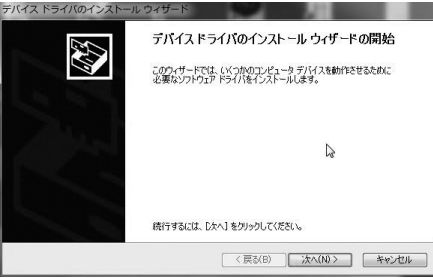 デバイス ドライバのインストール ウィザード
デバイス ドライバのインストール ウィザードの開始
このウィザードでは、いくつかのコンピュータ デバイスを動作させるために
必要なソフトウェア ドライバをインストールします。
続行するには、[次へ] をクリックしてください。
< 戻る(B)
次へ(N) >
キャンセル